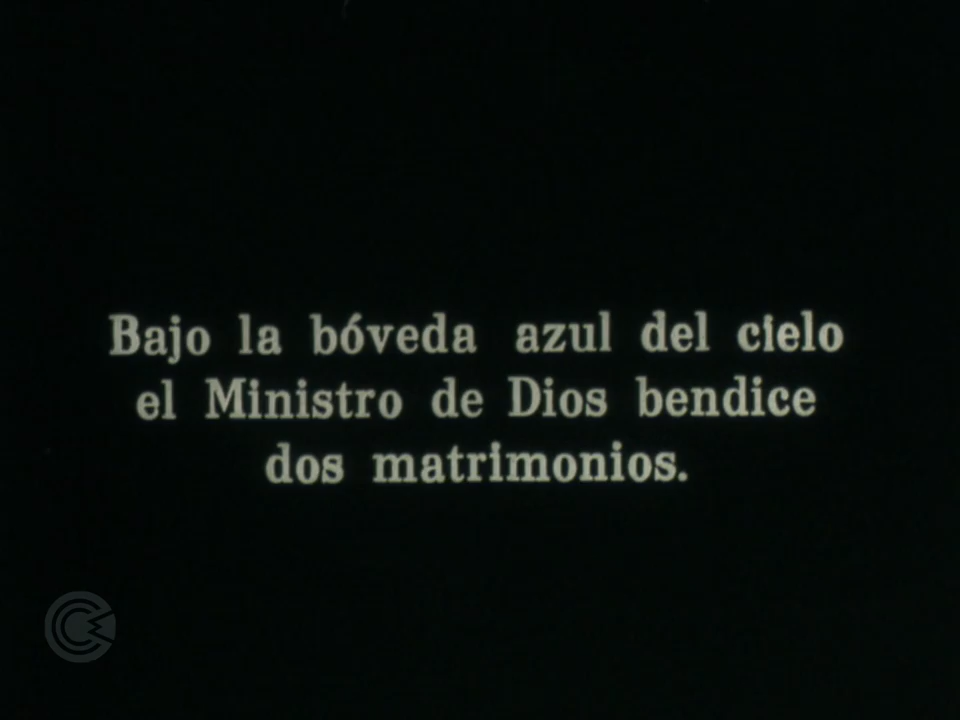 Bajo la bóveda azul del cielo
el Ministro de Dios bendice
dos matrimonios.